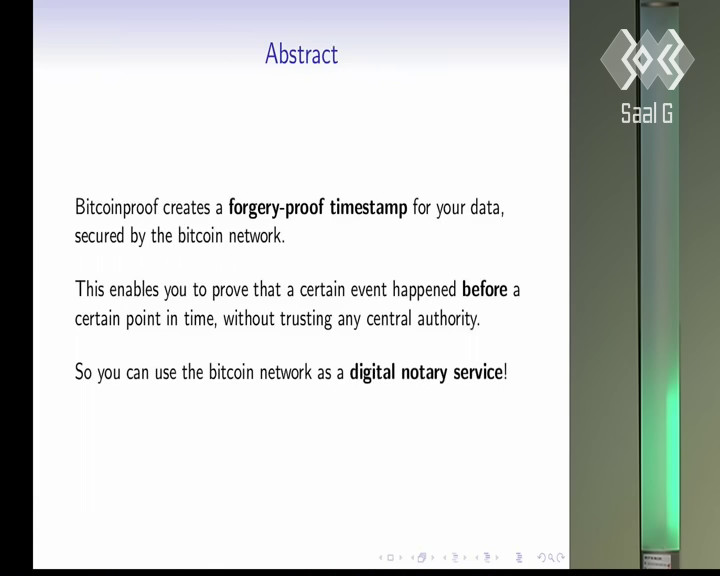 Abstract
Saal G
Bitcoinproof creates a forgery-proof timestamp for your data,
secured by the bitcoin network.
This enables you to prove that a certain event happened before a
certain point in time, without trusting any central authority.
So you can use the bitcoin network as a digital notary service!